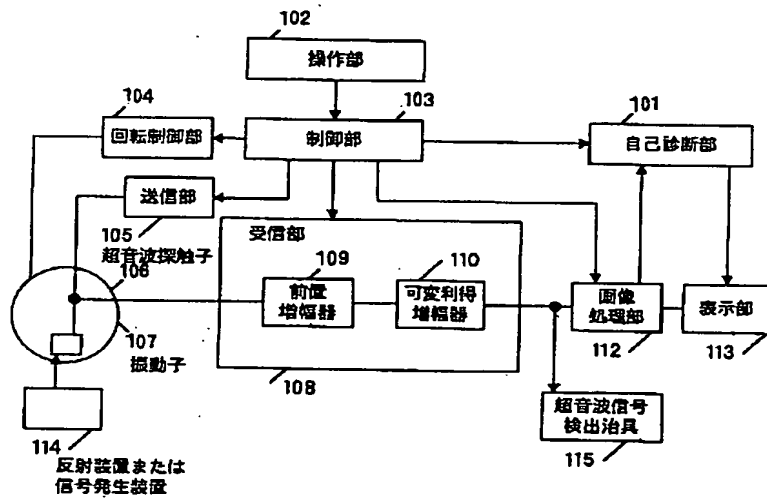 102
操作部
104
103
101
回転制御部
制御部
自己診断部
送信部
105
超音波探触子
受信部
106
109
110
前置
増幅器
可変利得
増幅器
画像
処理部
表示部
107
振動子
112
113
108
114
超音波信号
検出治具
115
反射装置または
信号発生装置